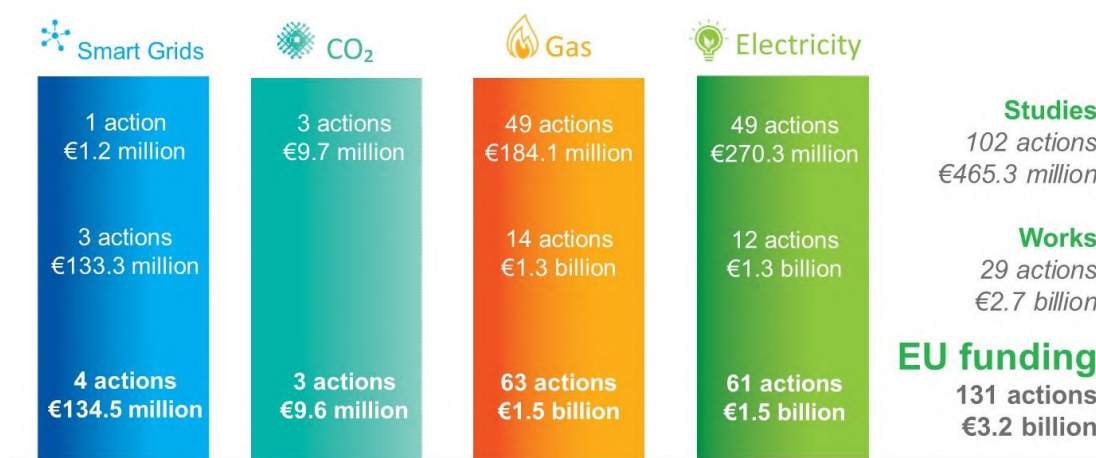 Smart Grids
1 action
€1.2 million
3 actions
€133.3 million
4 actions
€134.5 million
CO₂
3 actions
€9.7 million
3 actions
€9.6 million
Gas
49 actions
€184.1 million
14 actions
€1.3 billion
63 actions
€1.5 billion
Electricity
49 actions
€270.3 million
12 actions
€1.3 billion
61 actions
€1.5 billion
Studies
102 actions
€465.3 million
Works
29 actions
€2.7 billion
EU funding
131 actions
€3.2 billion